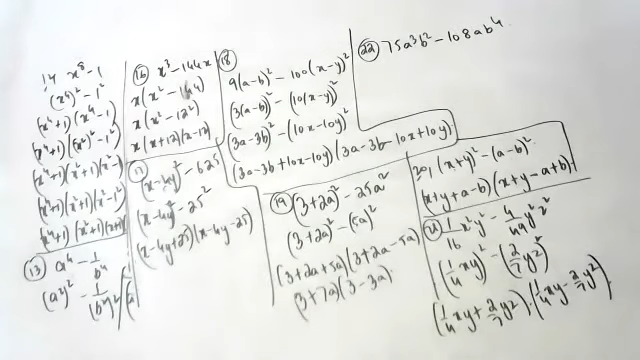 14 x⁸-1
(x⁴)² - 1²
(x⁴+1) (x⁴-1)
(x⁴+1) (x²)² - 1²)
(x⁴+1) (x²+1) (x²-1)
(x⁴+1) (x²+1) (x²-1²)
(x⁴+1) (x²+1) (x+1)
13 a⁴ - 1/b⁴
(a²)² - 1/(b²)²
16 x³ - 144x
x(x² - 144)
x(x² - 12²)
x(x+12)(x-12)
17 (x-4y)² - 625
(x-4y)² - 25²
(x-4y+25)(x-4y-25)
18
9(a-b)² - 100(x-y)²
(3(a-b)² - (10(x-y)²
(3a-3b)² - (10x-10y)²
(3a-3b+10x-10y) (3a-3b-10x+10y)
19 (3+2a)² - 25a²
(3+2a)² - (5a)²
(3+2a+5a) (3+2a-5a)
(3+7a) (3-3a)
22 75a³b² - 108ab⁴
20, (x+y)² - (a-b)²
(x+y+a-b) (x+y-a+b)
21 1/16 x²y² - 4/49 y²z²
(1/4 xy)² - (2/7 yz)²
(1/4 xy + 2/7 yz) (1/4 xy - 2/7 yz)